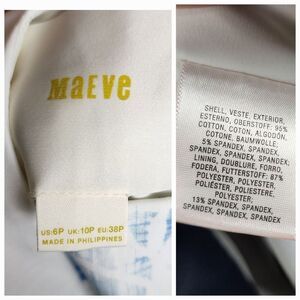 MAEVE
US:6P UK:10P EU:38P
MADE IN PHILIPPINES
SHELL, VESTE, EXTERIOR,
ESTERNO, OBERSTOFF: 95%
COTTON, COTON, ALGODÓN,
COTONE, BAUMWOLLE;
5% SPANDEX, SPANDEX,
SPANDEX, SPANDEX, SPANDEX;
LINING, DOUBLURE, FORRO,
FODERA, FUTTERSTOFF: 87%
POLYESTER, POLYESTER,
POLIÉSTER, POLIESTERE,
POLYESTER,
13% SPANDEX, SPANDEX,
SPANDEX, SPANDEX, SPANDEX